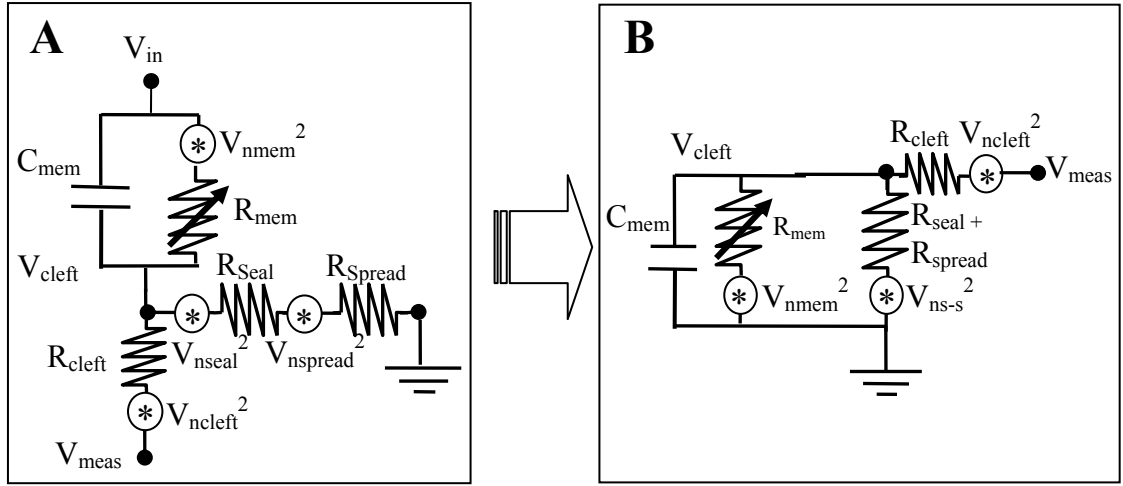 A
V_in
V_nmem^2
C_mem
R_mem
V_cleft
R_Seal
R_Spread
R_cleft
V_nseal^2
V_nspread^2
V_ncleft^2
V_meas
B
V_cleft
R_cleft
V_ncleft^2
V_meas
C_mem
R_mem
R_seal +
R_spread
V_nmem^2
V_ns-s^2